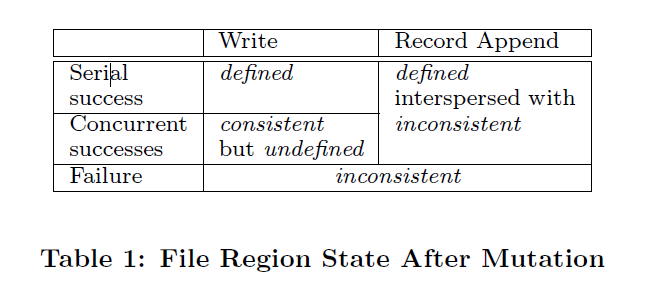 Write Record Append
Serial defined defined
success interspersed with
Concurrent consistent inconsistent
successes but undefined
Failure inconsistent
Table 1: File Region State After Mutation